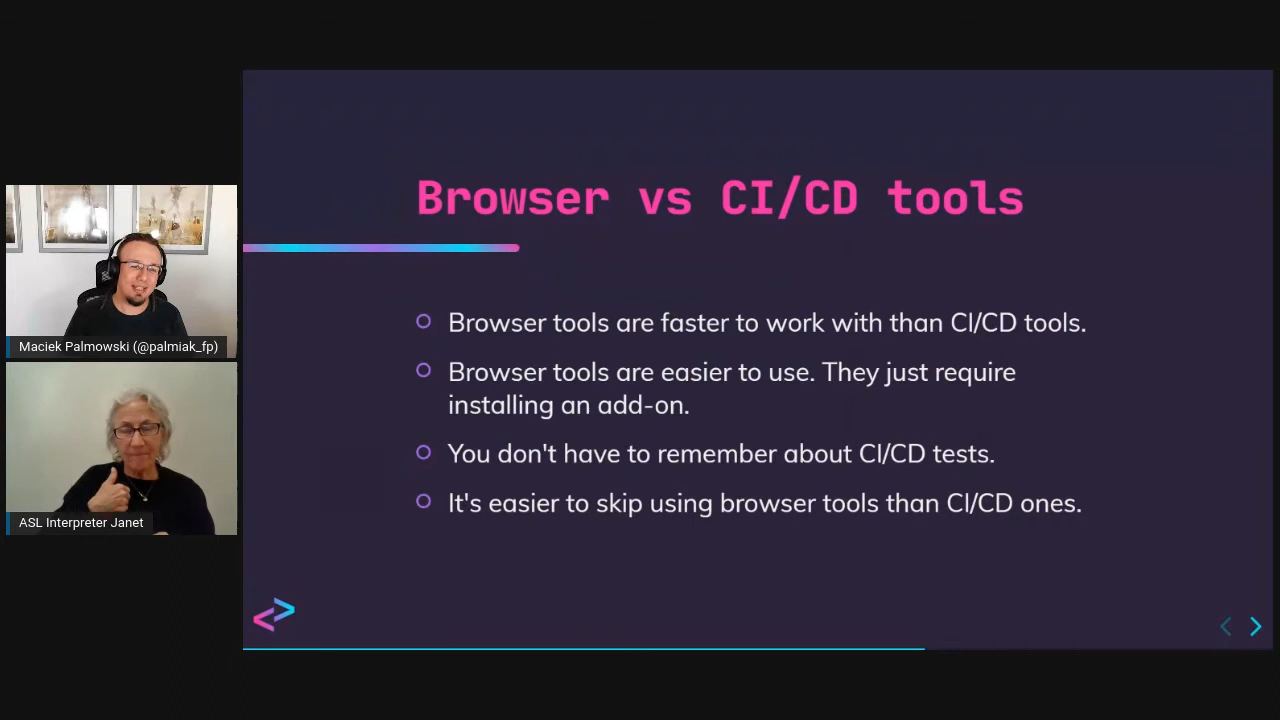 Browser vs CI/CD tools
Browser tools are faster to work with than CI/CD tools.
Browser tools are easier to use. They just require
installing an add-on.
You don't have to remember about CI/CD tests.
It's easier to skip using browser tools than CI/CD ones.
Maciek Palmowski (@palmiak_fp)
ASL Interpreter Janet